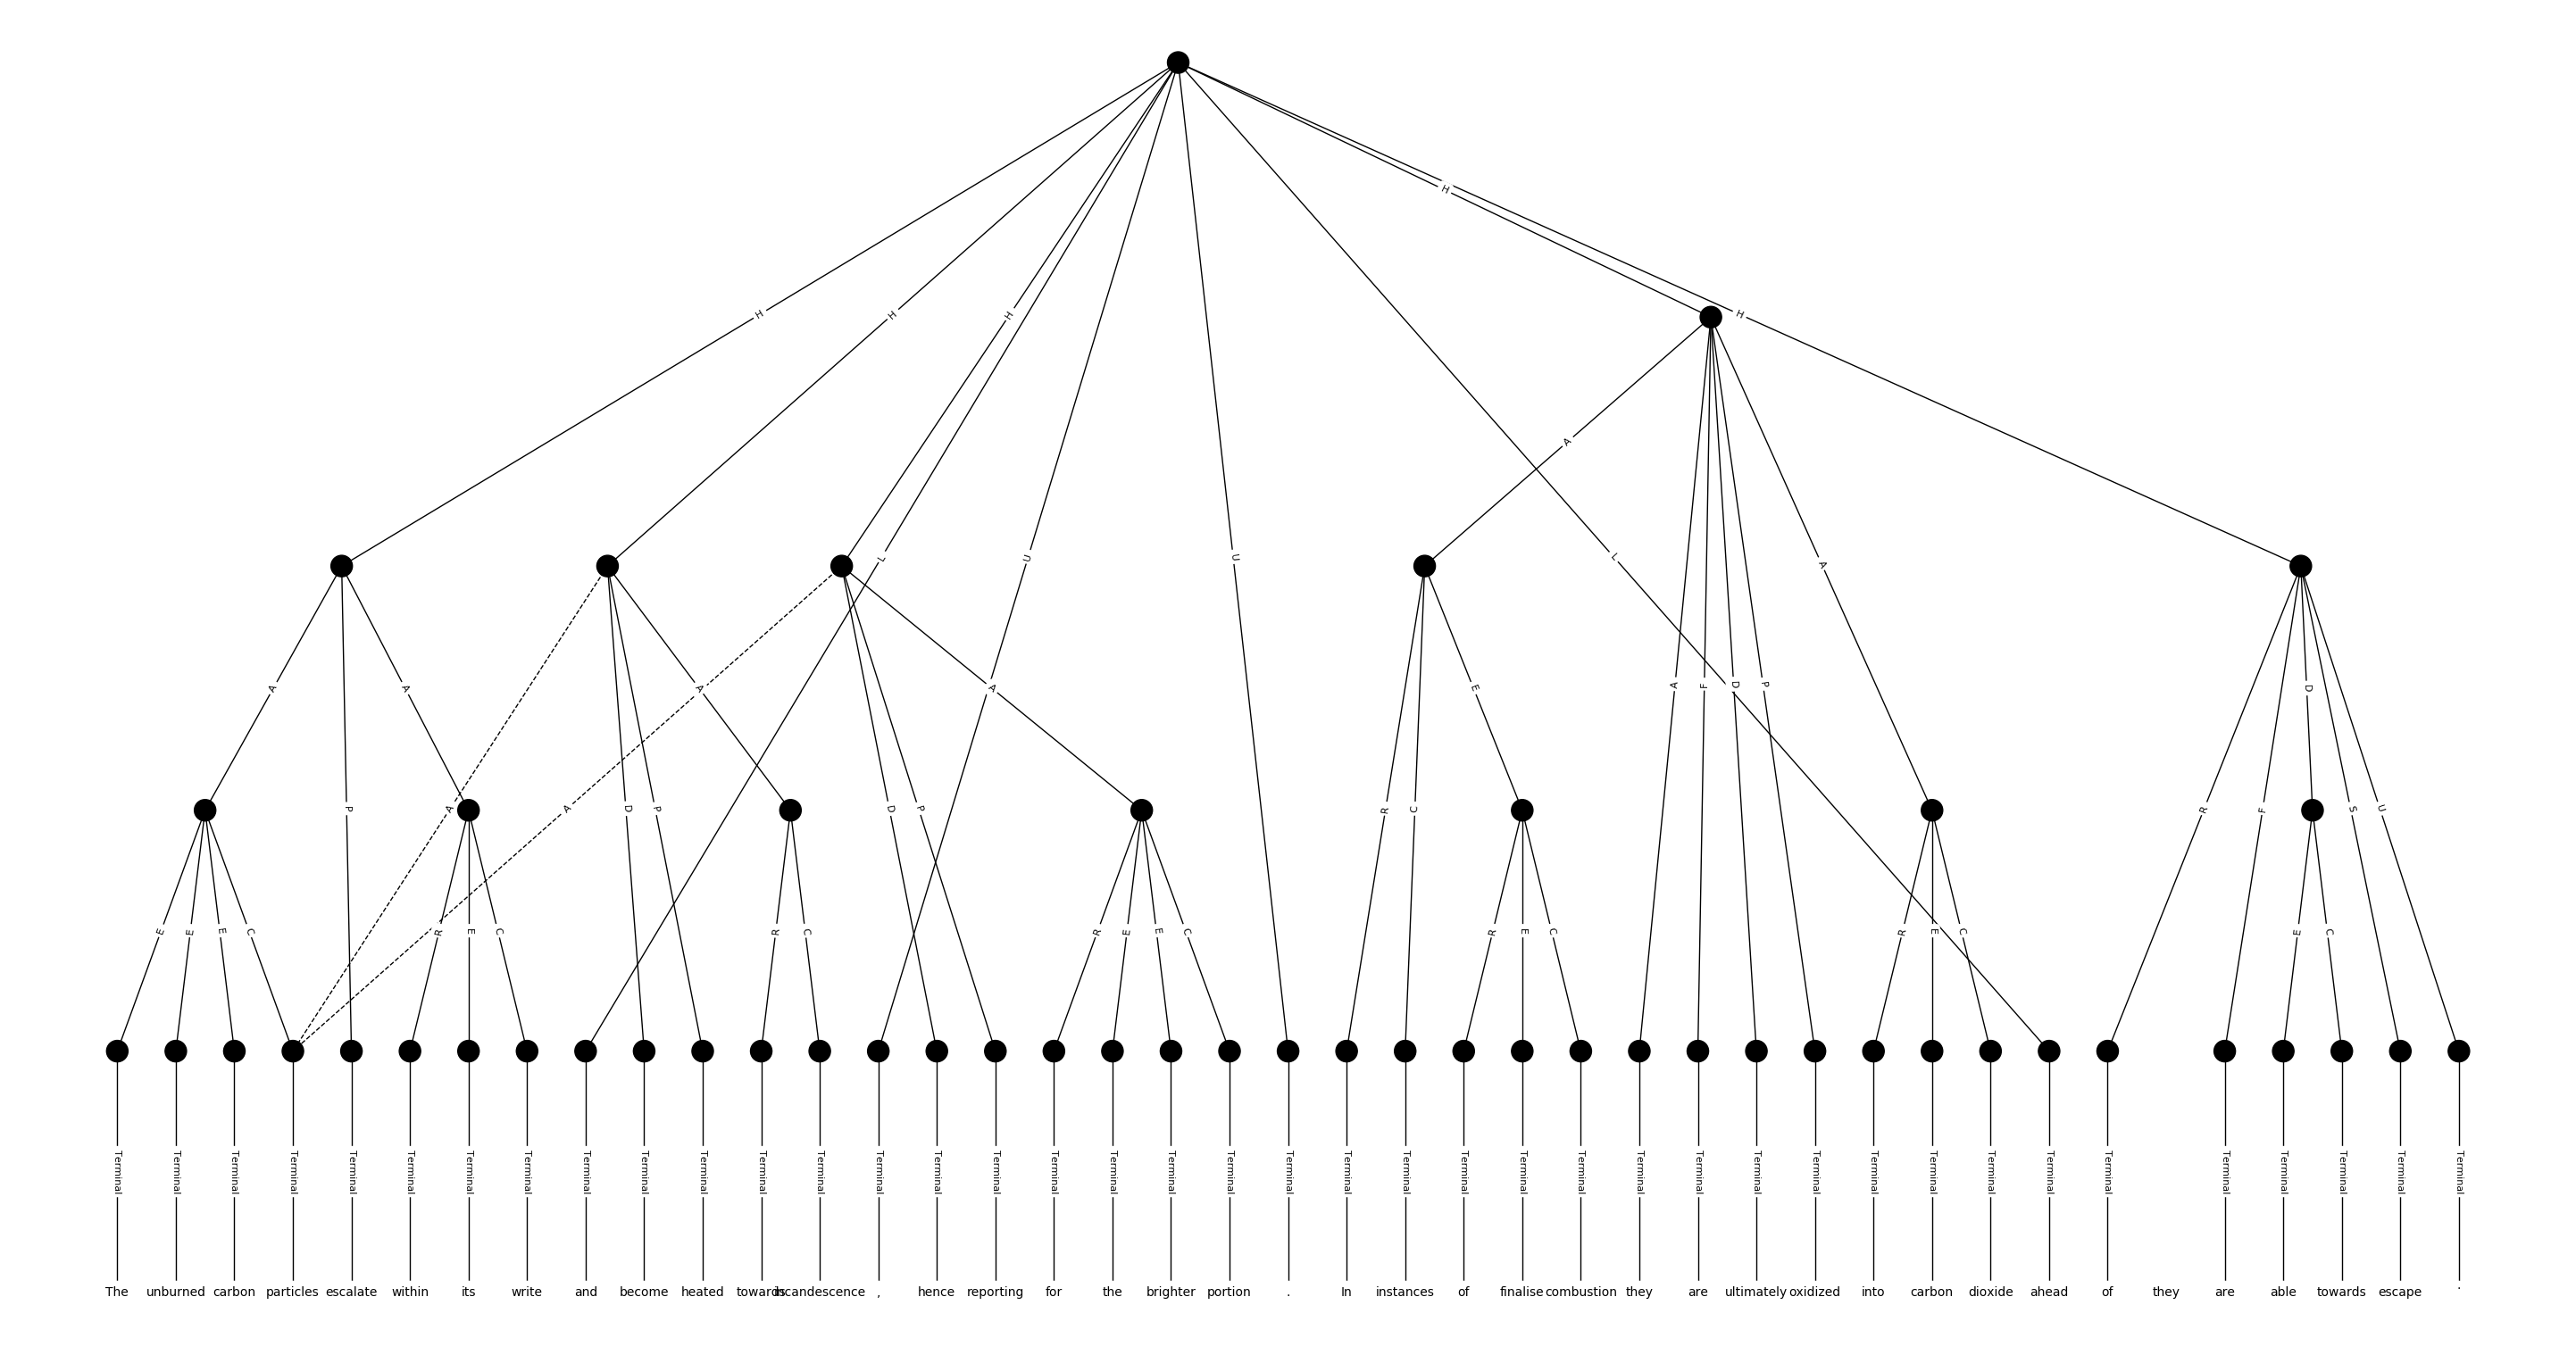 H H H H H
A L U U L A
A A A A D
P A A D P D P R C E A F D P R F S U
E E E C R E C R C R E E C R E C R E C E C
Terminal Terminal Terminal Terminal Terminal Terminal Terminal Terminal Terminal Terminal Terminal Terminal Terminal Terminal Terminal Terminal Terminal Terminal Terminal Terminal Terminal Terminal Terminal Terminal Terminal Terminal Terminal Terminal Terminal Terminal Terminal Terminal Terminal Terminal Terminal Terminal Terminal Terminal Terminal Terminal
The unburned carbon particles escalate within its write and become heated towards incandescence , hence reporting for the brighter portion . In instances of finalise combustion they are ultimately oxidized into carbon dioxide ahead of they are able towards escape .